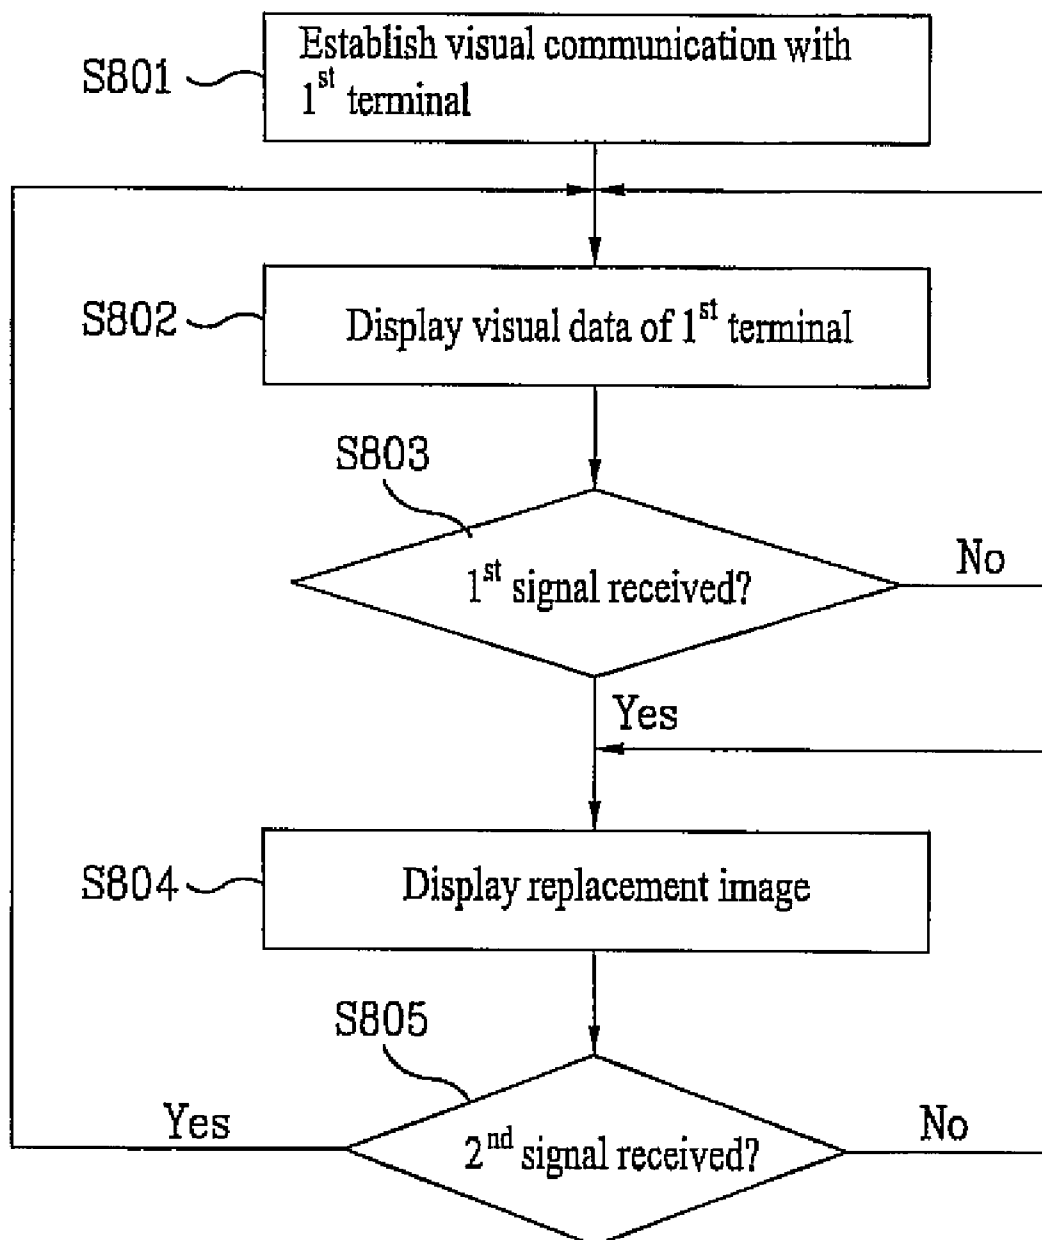 S801
Establish visual communication with
1st terminal
S802
Display visual data of 1st terminal
S803
1st signal received?
No
Yes
S804
Display replacement image
S805
Yes
2nd signal received?
No